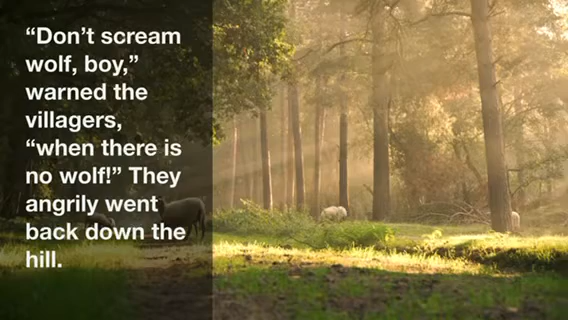 “Don’t scream
wolf, boy,”
warned the
villagers,
“when there is
no wolf!” They
angrily went
back down the
hill.